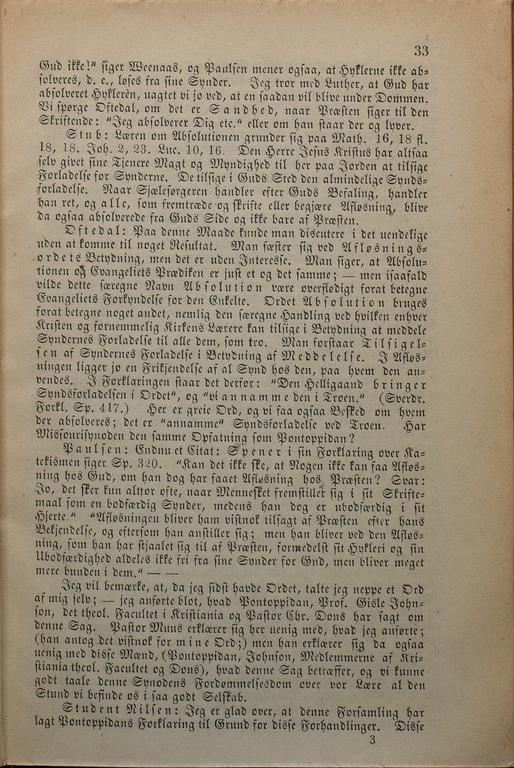 33
Gud ikke!" siger Weenaas, og Paulsen mener ogsaa, at Hyklerne ikke ab-
solveres, d. e., løses fra sine Synder. Jeg tror med Luther, at Gud har
absolveret Hykleren, uagtet vi jo ved, at en saadan vil blive under Dommen.
Vi spørge Oftedal, om det er Sandhed, naar Præsten siger til den
Skriftende: "Jeg absolverer Dig etc." eller om han staar der og lyver.
Stub: Læren om Absolutionen grunder sig paa Math. 16, 18 fl.
18, 18. Joh. 2, 23. Luc. 10, 16. Den Herre Jesus Kristus har altsaa
selv givet sine Tjenere Magt og Myndighed til her paa Jorden at tilsige
Forladelse for Synderne. De tilsige i Guds Sted den almindelige Synds-
forladelse. Naar Sjælesørgeren handler efter Guds Befaling, handler
han ret, og alle, som fremtræde og skrifte eller begjære Afløsning, blive
da ogsaa absolverede fra Guds Side og ikke bare af Præsten.
Oftedal: Paa denne Maade kunde man discutere i det uendelige
uden at komme til noget Resultat. Man fæster sig ved Afløsnings-
ordets Betydning, men det er uden Interesse. Man siger, at Absolu-
tionen og Evangeliets Prædiken er just et og det samme; — men isaafald
vilde dette særegne Navn Absolution være overflødigt forat betegne
Evangeliets Forkyndelse for den Enkelte. Ordet Absolution bruges
forat betegne noget andet, nemlig den særegne Handling ved hvilken enhver
Kristen og fornemmelig Kirkens Lærere kan tilsige i Betydning at meddele
Syndernes Forladelse til alle dem, som tro. Man forstaar Tilsigel-
sen af Syndernes Forladelse i Betydning af Meddelelse. I Afløs-
ningen ligger jo en Frikjendelse af al Synd hos den, paa hvem den an-
vendes. I Forklaringen staar det derfor: "Den Helligaand bringer
Syndsforladelsen i Ordet", og "vi annamme den i Troen." (Sverdr.
Forkl. Sp. 417.) Her er greie Ord, og vi saa ogsaa Besked om hvem
der absolveres; det er "annamme" Syndsforladelse ved Troen. Har
Missourisynoden den samme Opfatning som Pontoppidan?
Paulsen: Endnu et Citat: Spener i sin Forklaring over Ka-
tekismen siger Sp. 320. "Kan det ikke ske, at Nogen ikke kan faa Afløs-
ning hos Gud, om han dog har faaet Afløsning hos Præsten? Svar:
Jo, det sker kun altfor ofte, naar Mennesket fremstiller sig i sit Skrifte-
maal som en bodfærdig Synder, medens han dog er ubodfærdig i sit
Hjerte." "Afløsningen bliver ham vistnok tilsagt af Præsten efter hans
Bekjendelse, og eftersom han anstiller sig; men han bliver ved den Afløs-
ning, som han har stjaalet sig til af Præsten, formedelst sit Hykleri og sin
Ubodfærdighed aldeles ikke fri fra sine Synder for Gud, men bliver meget
mere bunden i dem." — —
Jeg vil bemærke, at, da jeg sidst havde Ordet, talte jeg neppe et Ord
af mig selv; — jeg anførte blot, hvad Pontoppidan, Prof. Gisle John-
son, det theol. Facultet i Kristiania og Pastor Chr. Dons har sagt om
denne Sag. Pastor Muus erklærer sig her uenig med, hvad jeg anførte;
(han antog det vistnok for mine Ord;) men han erklærer sig da ogsaa
uenig med disse Mænd, (Pontoppidan, Johnson, Medlemmerne af Kri-
stiania theol. Facultet og Dons), hvad denne Sag betræffer, og vi kunne
godt taale denne Synodens Fordømmelsesdom over vor Lære al den
Stund vi befinde os i saa godt Selskab.
Student Nilsen: Jeg er glad over, at denne Forsamling har
lagt Pontoppidans Forklaring til Grund for disse Forhandlinger. Disse
3